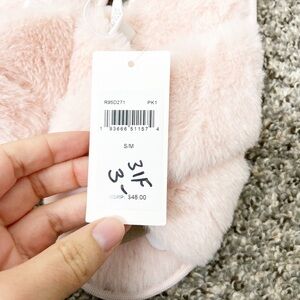 R95D271 PK1
1 93666 51157 4
S/M
31F
3-
MSRP: $48.00